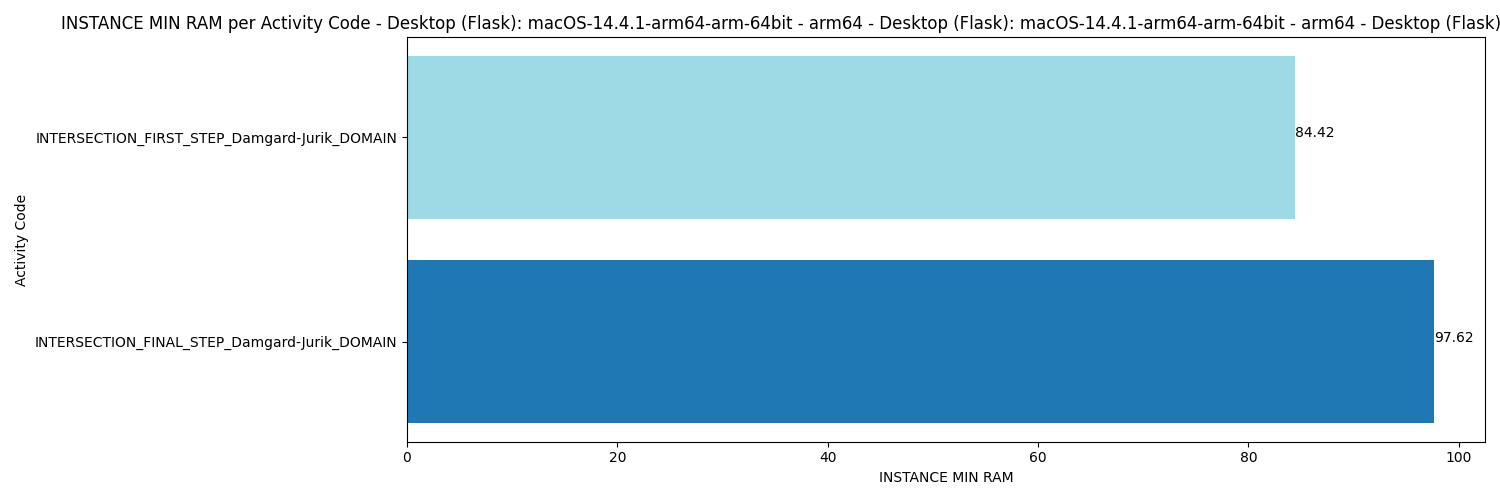 INSTANCE MIN RAM per Activity Code - Desktop (Flask): macOS-14.4.1-arm64-arm-64bit - arm64 - Desktop (Flask): macOS-14.4.1-arm64-arm-64bit - arm64 - Desktop (Flask)
INTERSECTION_FIRST_STEP_Damgard-Jurik_DOMAIN
84.42
Activity Code
INTERSECTION_FINAL_STEP_Damgard-Jurik_DOMAIN
97.62
0 20 40 60 80 100
INSTANCE MIN RAM